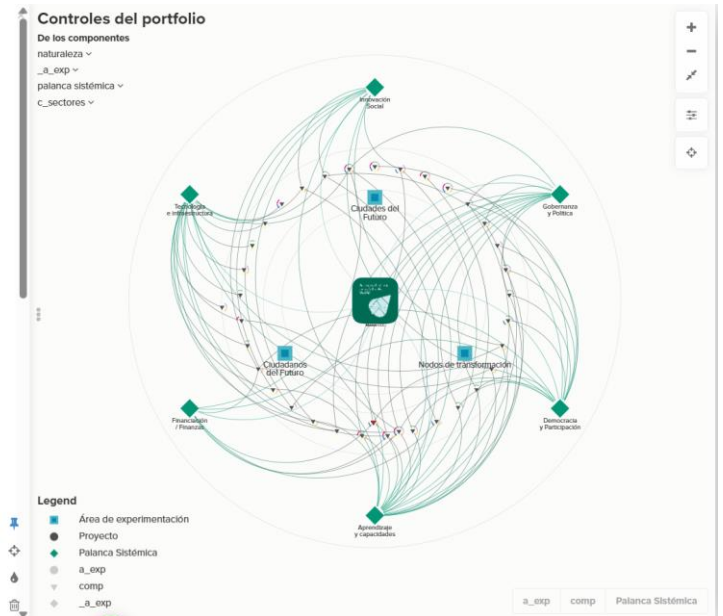 Controles del portfolio
De los componentes
naturaleza
_a_exp
palanca sistémica
c_sectores
Innovación
Social
Tecnología
e infraestructura
Ciudades del
Futuro
Gobernanza
y Política
Ciudadanos
del Futuro
Nodos de transformación
Financiación
/ Finanzas
Democracia
y Participación
Aprendizaje
y capacidades
Legend
Área de experimentación
Proyecto
Palanca Sistémica
a_exp
comp
_a_exp
a_exp comp Palanca Sistémica